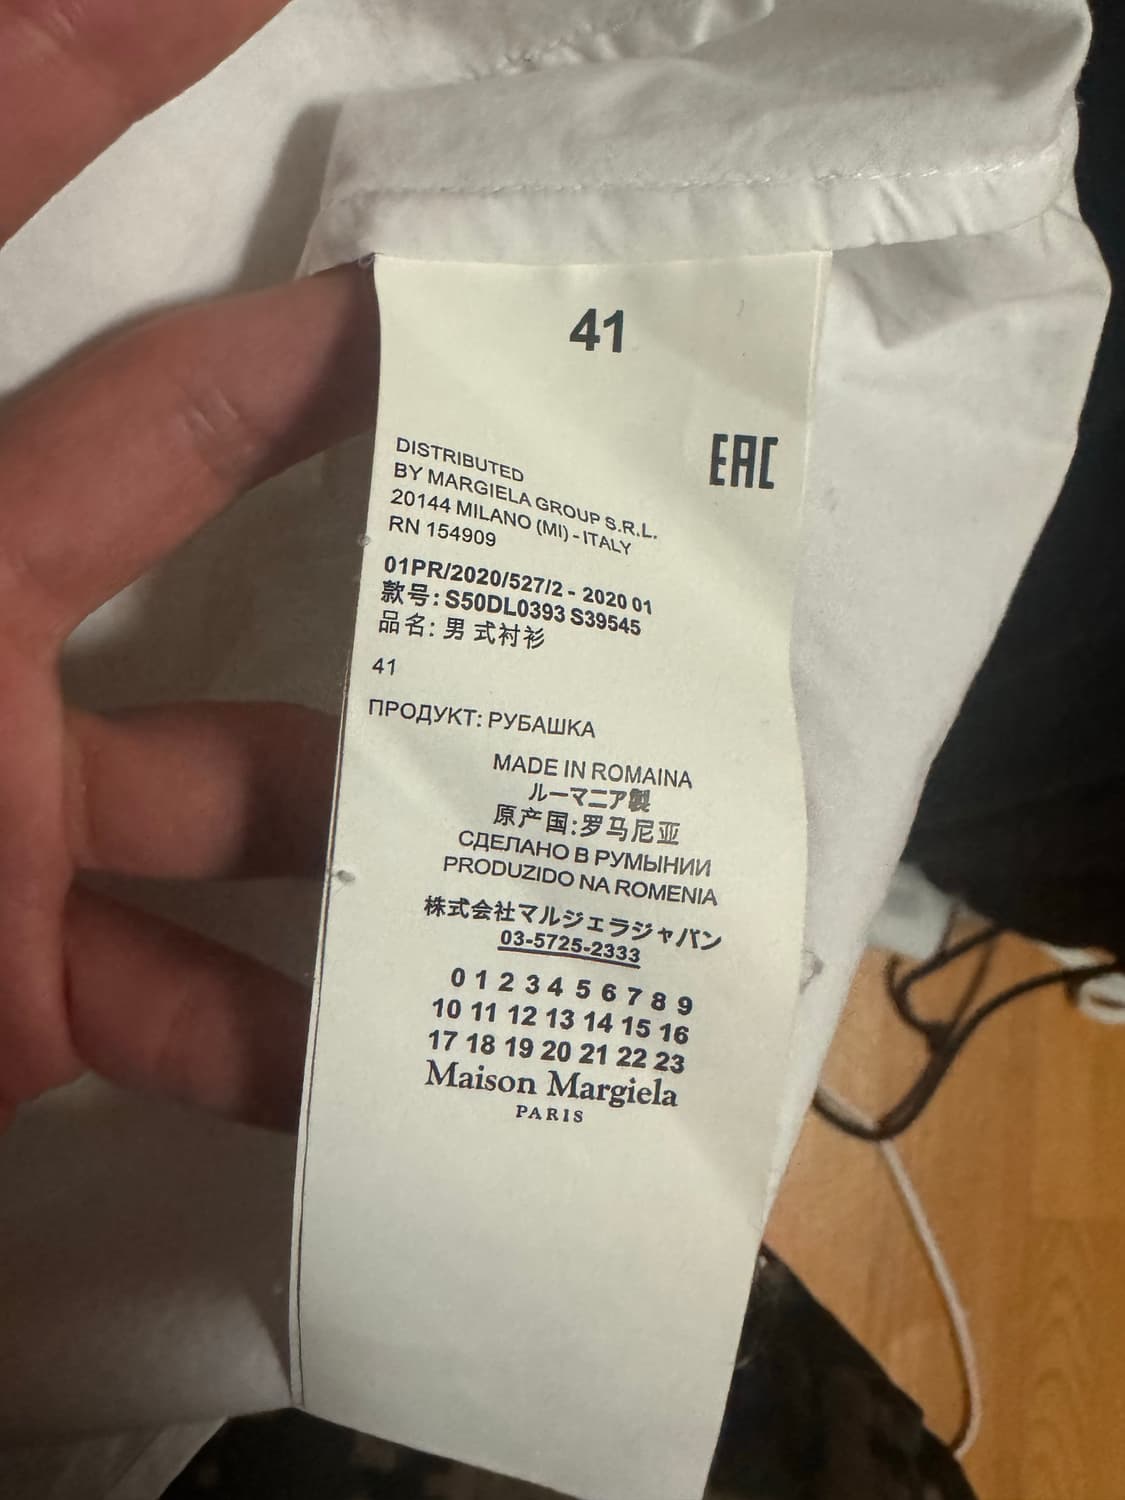 41
EAC
DISTRIBUTED
BY MARGIELA GROUP S.R.L.
20144 MILANO (MI) - ITALY
RN 154909
01PR/2020/527/2 - 2020 01
款号: S50DL0393 S39545
品名: 男 式衬衫
41
ПРОДУКТ: РУБАШКА
MADE IN ROMAINA
ルーマニア製
原产国:罗马尼亚
СДЕЛАНО В РУМЫНИИ
PRODUZIDO NA ROMENIA
株式会社マルジェラジャパン
03-5725-2333
0 1 2 3 4 5 6 7 8 9
10 11 12 13 14 15 16
17 18 19 20 21 22 23
Maison Margiela
PARIS